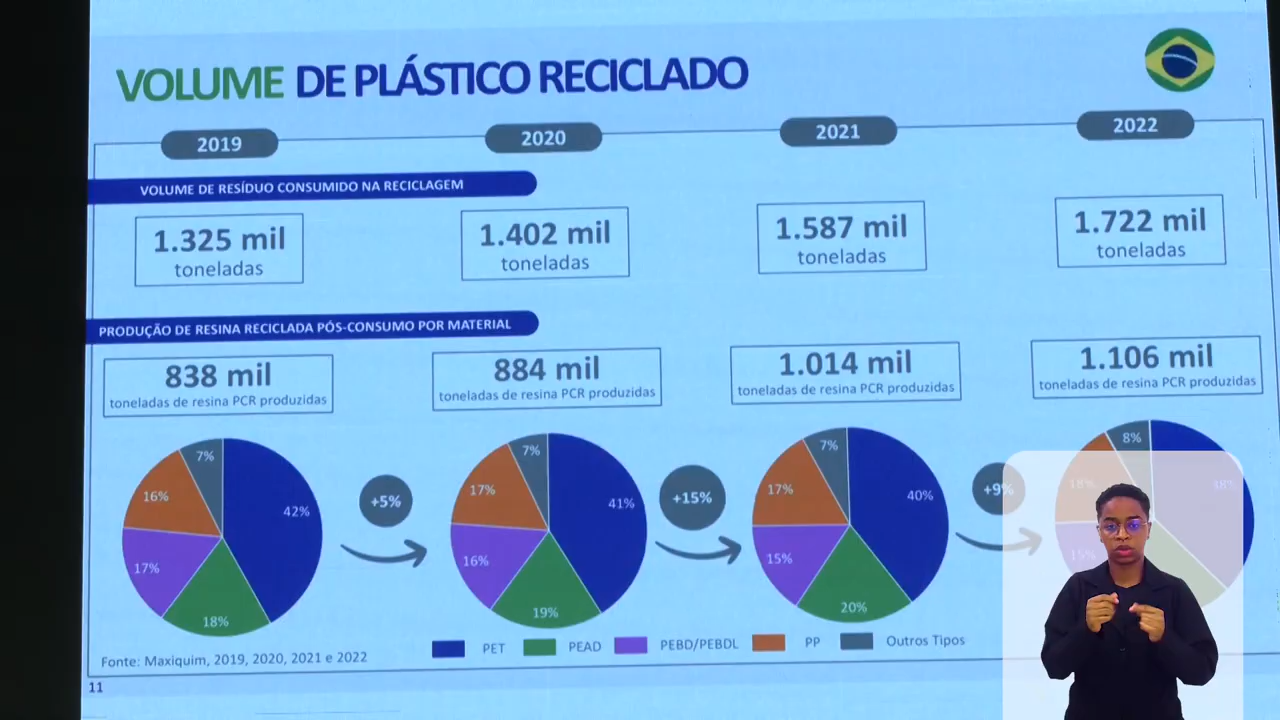 VOLUME DE PLÁSTICO RECICLADO
2019
2020
2021
2022
VOLUME DE RESÍDUO CONSUMIDO NA RECICLAGEM
1.325 mil
toneladas
1.402 mil
toneladas
1.587 mil
toneladas
1.722 mil
toneladas
PRODUÇÃO DE RESINA RECICLADA PÓS-CONSUMO POR MATERIAL
838 mil
toneladas de resina PCR produzidas
884 mil
toneladas de resina PCR produzidas
1.014 mil
toneladas de resina PCR produzidas
1.106 mil
toneladas de resina PCR produzidas
7%
16%
42%
17%
18%
+5%
7%
17%
41%
16%
19%
+15%
7%
17%
40%
15%
20%
+9%
8%
18%
15%
PET
PEAD
PEBD/PEBDL
PP
Outros Tipos
Fonte: Maxiquim, 2019, 2020, 2021 e 2022
11